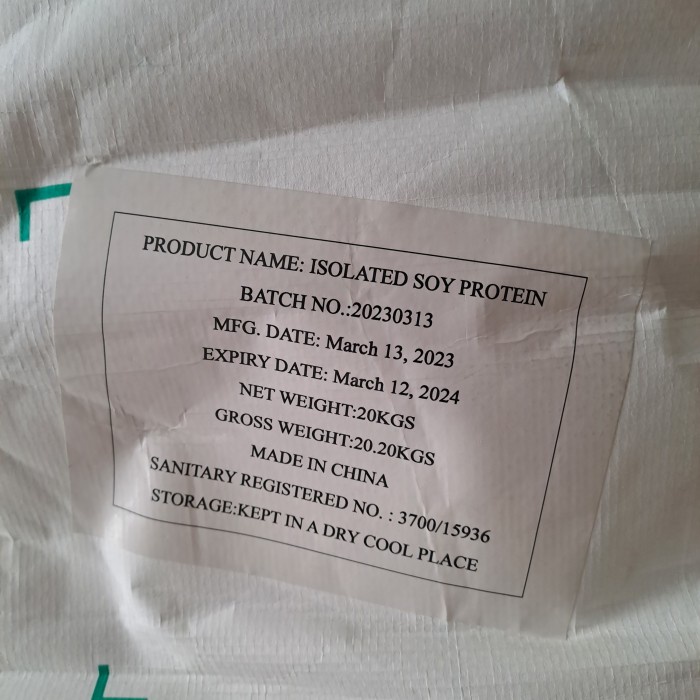 PRODUCT NAME: ISOLATED SOY PROTEIN
BATCH NO.:20230313
MFG. DATE: March 13, 2023
EXPIRY DATE: March 12, 2024
NET WEIGHT:20KGS
GROSS WEIGHT:20.20KGS
MADE IN CHINA
SANITARY REGISTERED NO. : 3700/15936
STORAGE:KEPT IN A DRY COOL PLACE